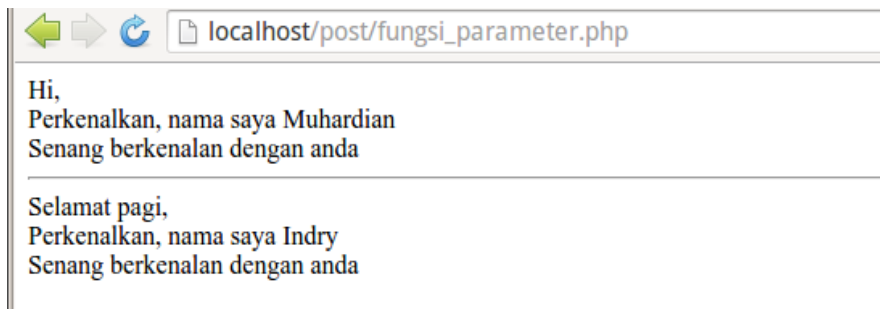 localhost/post/fungsi_parameter.php
Hi,
Perkenalkan, nama saya Muhardian
Senang berkenalan dengan anda
Selamat pagi,
Perkenalkan, nama saya Indry
Senang berkenalan dengan anda